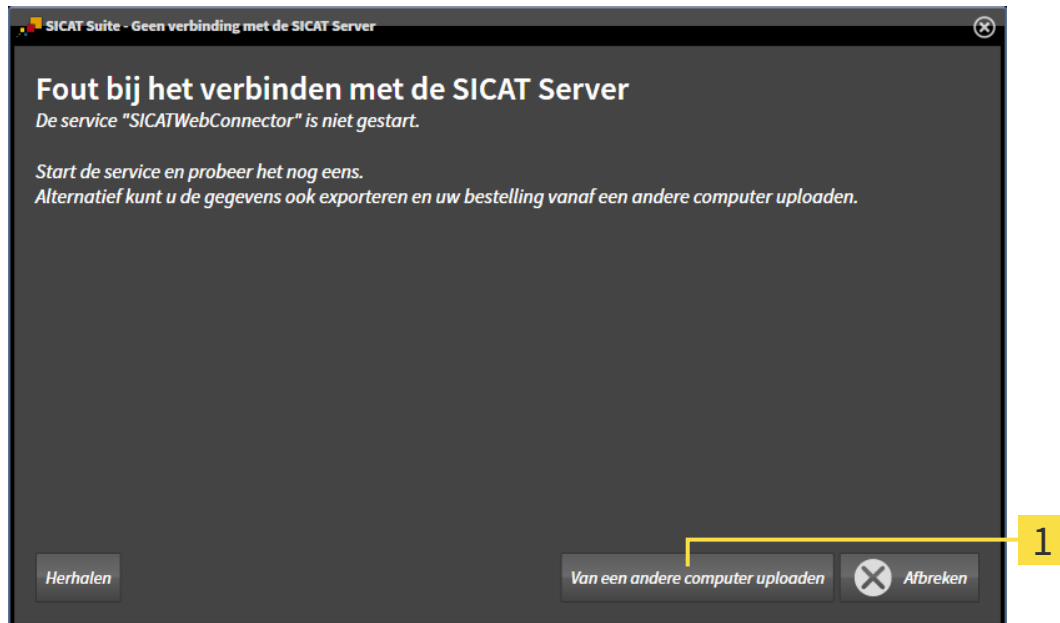 SICAT Suite - Geen verbinding met de SICAT Server
Fout bij het verbinden met de SICAT Server
De service "SICATWebConnector" is niet gestart.
Start de service en probeer het nog eens.
Alternatief kunt u de gegevens ook exporteren en uw bestelling vanaf een andere computer uploaden.
1
Herhalen
Van een andere computer uploaden
Afbreken